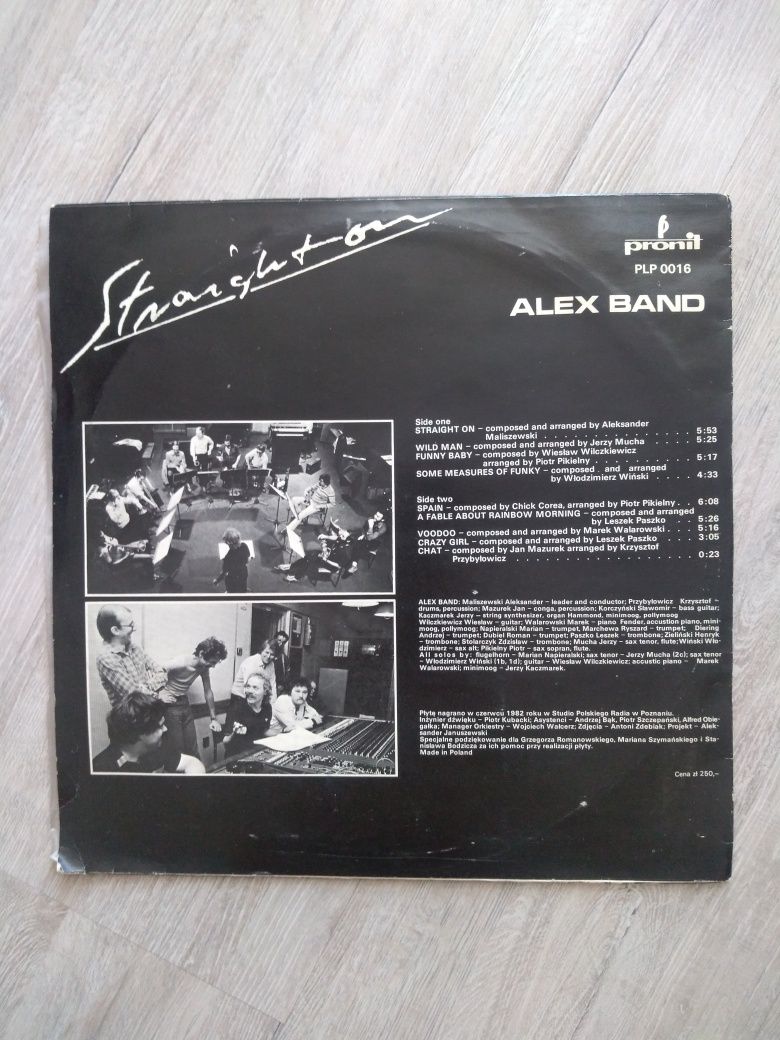 Straight on
pronit
PLP 0016
ALEX BAND
Side one
STRAIGHT ON – composed and arranged by Aleksander
Maliszewski . . . . . . . . . . . . . . . . . . 5:53
WILD MAN – composed and arranged by Jerzy Mucha . . . . 5:25
FUNNY BABY – composed by Wiesław Wilczkiewicz
arranged by Piotr Pikielny . . . . . 5:17
SOME MEASURES OF FUNKY – composed and arranged
by Włodzimierz Wiński . . . . 4:33
Side two
SPAIN – composed by Chick Corea, arranged by Piotr Pikielny . . 6:08
A FABLE ABOUT RAINBOW MORNING – composed and arranged
by Leszek Paszko . . . 5:26
VOODOO – composed and arranged by Marek Walarowski . . 5:16
CRAZY GIRL – composed and arranged by Leszek Paszko . . . 3:05
CHAT – composed by Jan Mazurek arranged by Krzysztof
Przybyłowicz . . . . . . . . . . . . . . . . . . 0:23
ALEX BAND: Maliszewski Aleksander – leader and conductor; Przybyłowicz Krzysztof –
drums, percussion; Mazurek Jan – conga, percussion; Korczyński Sławomir – bass guitar;
Kaczmarek Jerzy – string synthesizer, organ Hammond, minimoog, pollymoog
Wilczkiewicz Wiesław – guitar; Walarowski Marek – piano Fender, accustion piano, mini-
moog, pollymoog; Napieralski Marian – trumpet, Marchewa Ryszard – trumpet; Diering
Andrzej – trumpet; Dubiel Roman – trumpet; Paszko Leszek – trombone; Zieliński Henryk
– trombone; Stolarczyk Zdzisław – trombone; Mucha Jerzy – sax tenor, flute; Wiński Wło-
dzimierz – sax alt; Pikielny Piotr – sax sopran, flute.
All solos by: flugelhorn – Marian Napieralski; sax tenor – Jerzy Mucha (2c); sax tenor
– Włodzimierz Wiński (1b, 1d); guitar – Wiesław Wilczkiewicz; accustic piano – Marek
Walarowski; minimoog – Jerzy Kaczmarek.
Płytę nagrano w czerwcu 1982 roku w Studio Polskiego Radia w Poznaniu.
Inżynier dźwięku – Piotr Kubacki; Asystenci – Andrzej Bąk, Piotr Szczepański, Alfred Obie-
gałka; Manager Orkiestry – Wojciech Walcerz; Zdjęcia – Antoni Zdebiak; Projekt – Alek-
sander Januszewski
Specjalne podziękowanie dla Grzegorza Romanowskiego, Mariana Szymańskiego i Sta-
nisława Bodzicza za ich pomoc przy realizacji płyty.
Made in Poland
Cena zł 250,–